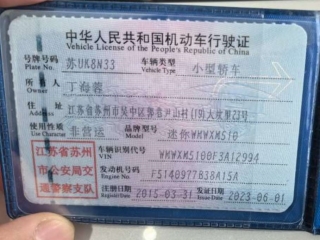 中华人民共和国机动车行驶证
Vehicle License of the People's Republic of China
号牌号码 苏UK8N33 车辆类型 小型轿车
Plate No. Vehicle Type
所 有 人 丁海蓉
Owner
住 址 江苏省苏州市吴中区郭巷尹山村(19)大坟里23号
Address
使用性质 非营运 品牌型号 迷你WMWXM510
Use Character Model
江苏省苏州 车辆识别代号 WMWXM5100F3A12994
市公安局交 VIN
通警察支队 发动机号码 F5140977B38A15A
Engine No.
注册日期 2015-03-31 发证日期 2023-06-01
Register Date Issue Date